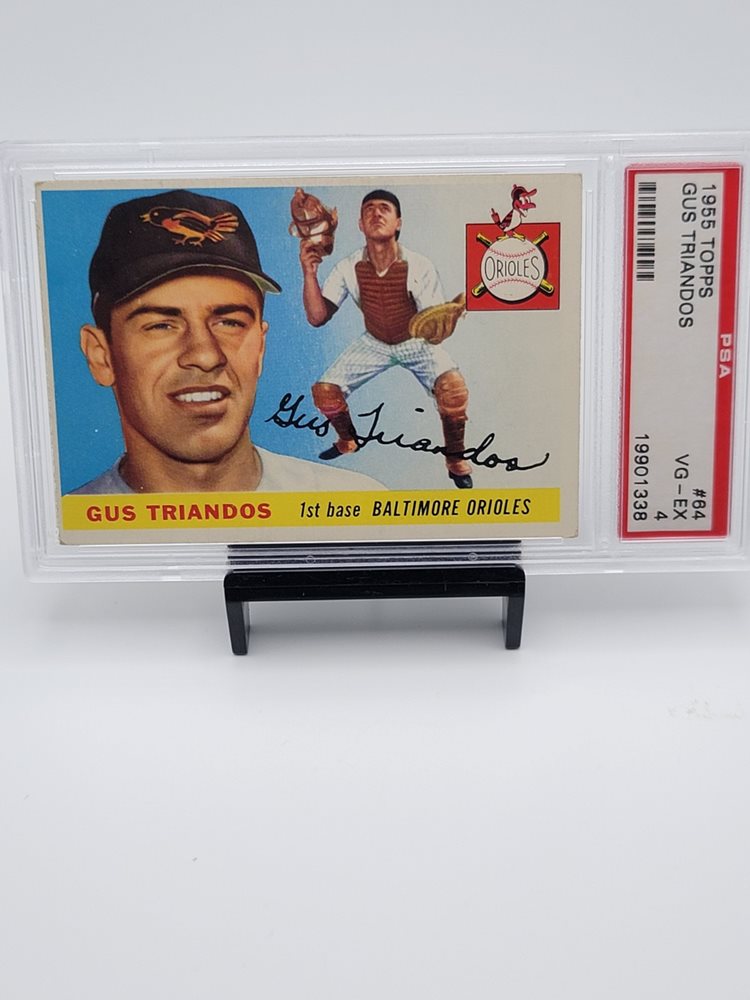 ORIOLES
Gus Triandos
GUS TRIANDOS 1st base BALTIMORE ORIOLES
1955 TOPPS #64
GUS TRIANDOS VG-EX
4
PSA 19901338